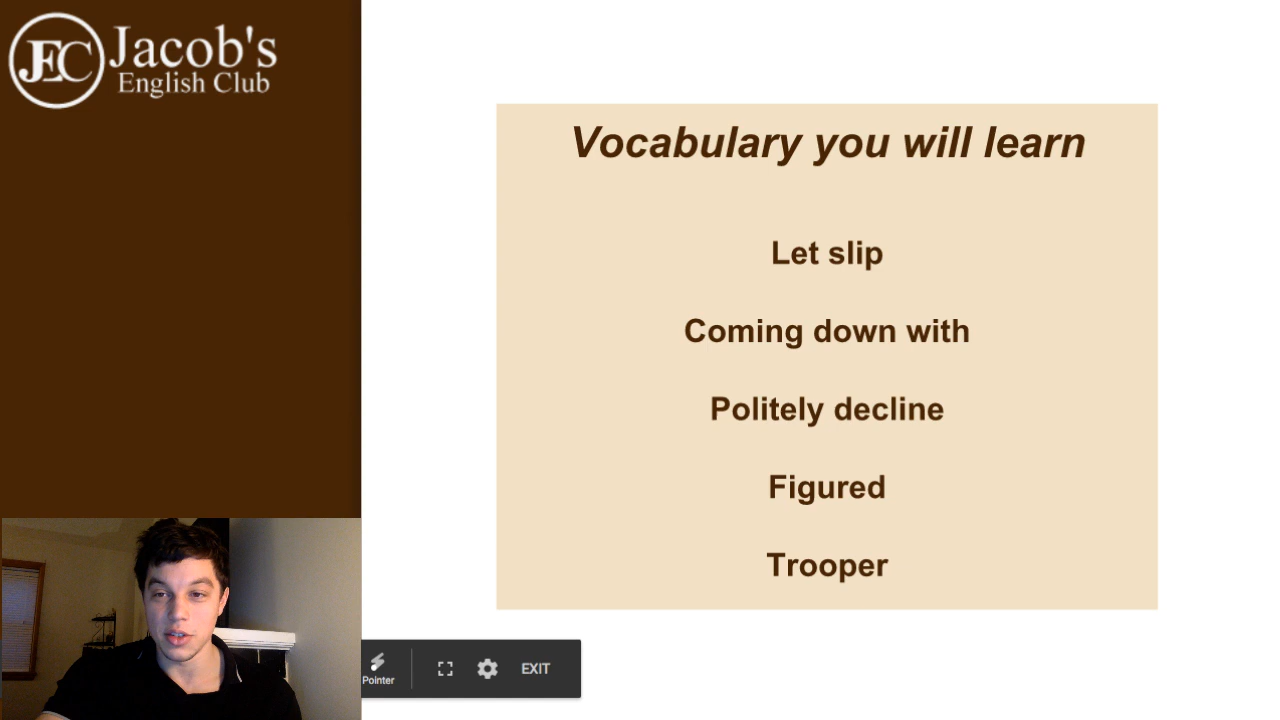 JEC
Jacob's
English Club
Vocabulary you will learn
Let slip
Coming down with
Politely decline
Figured
Trooper
Pointer
EXIT